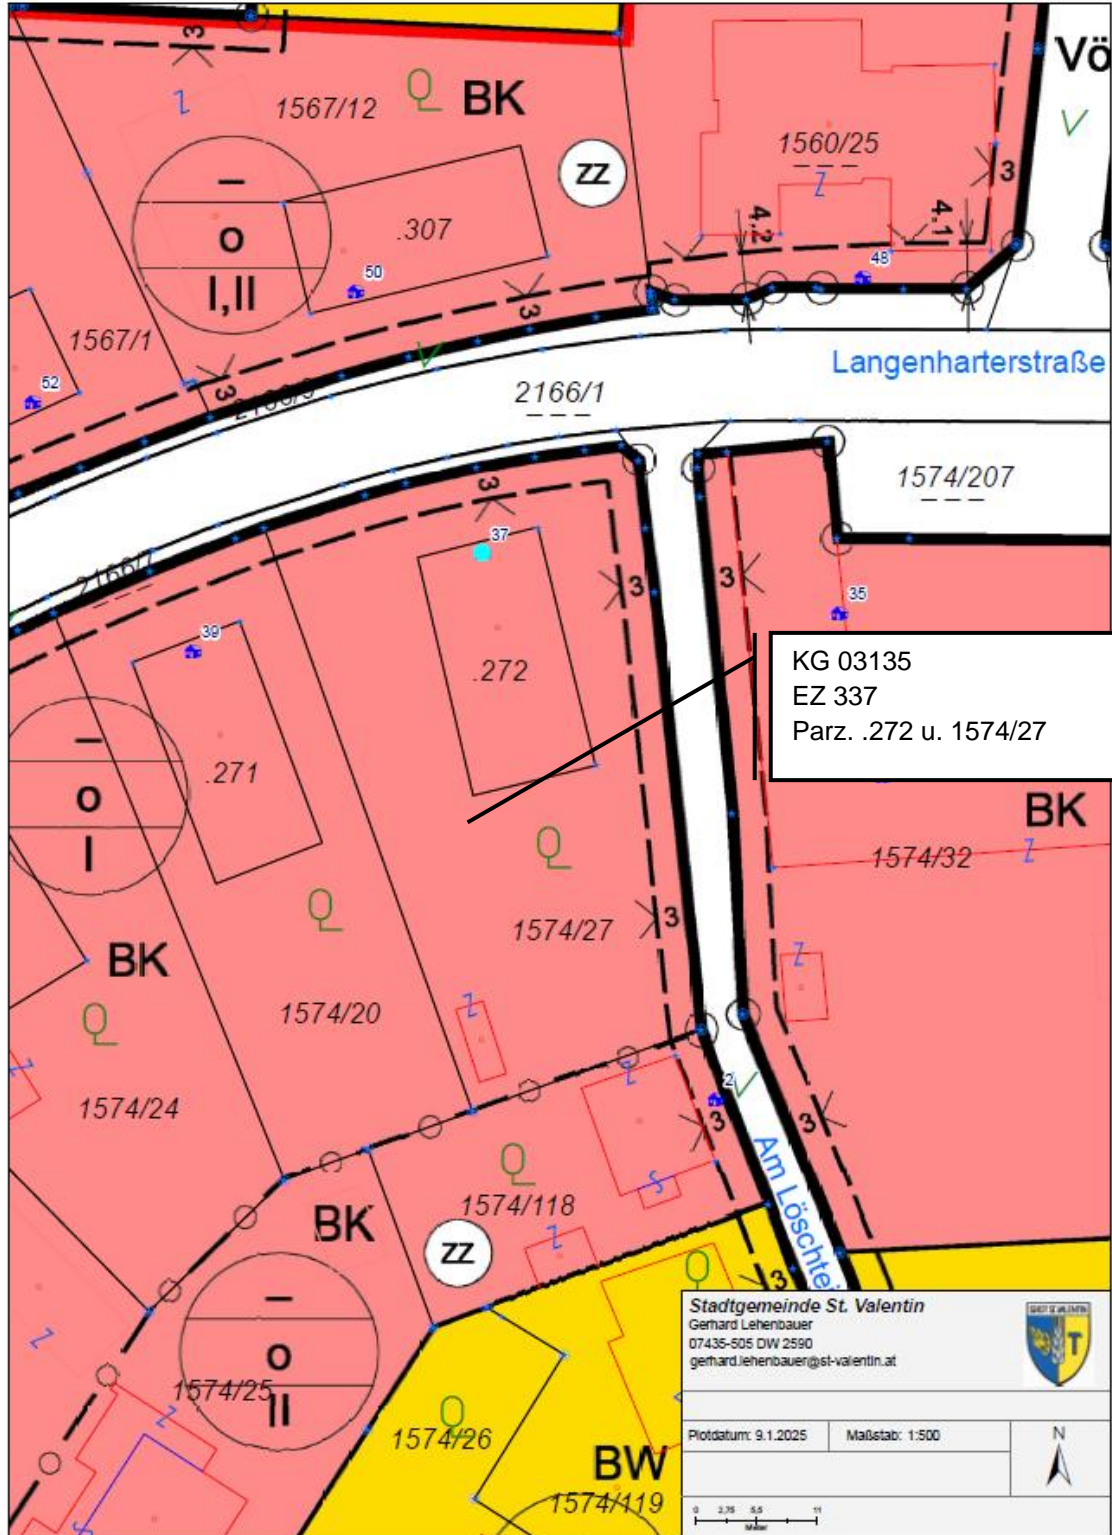 3
Z
1567/12
BK
zz
1560/25
Z
3
Vö
–
o
I,II
.307
50
4,2
4,1
48
1567/1
52
3
3
Langenharterstraße
2166/1
1574/207
3
37
39
3
3
35
.272
.271
KG 03135
EZ 337
Parz. .272 u. 1574/27
–
o
I
BK
1574/32
Z
BK
1574/27
3
1574/20
Z
Z
1574/24
Z
Z
2
3
3
Am Löschtei
1574/118
BK
zz
Z
–
o
II
1574/25
Z
Z
3
1574/26
BW
1574/119
Stadtgemeinde St. Valentin
Gerhard Lehenbauer
07435-505 DW 2590
gerhard.lehenbauer@st-valentin.at
Plotdatum: 9.1.2025
Maßstab: 1:500
N
0 2,75 5,5 11
Meter